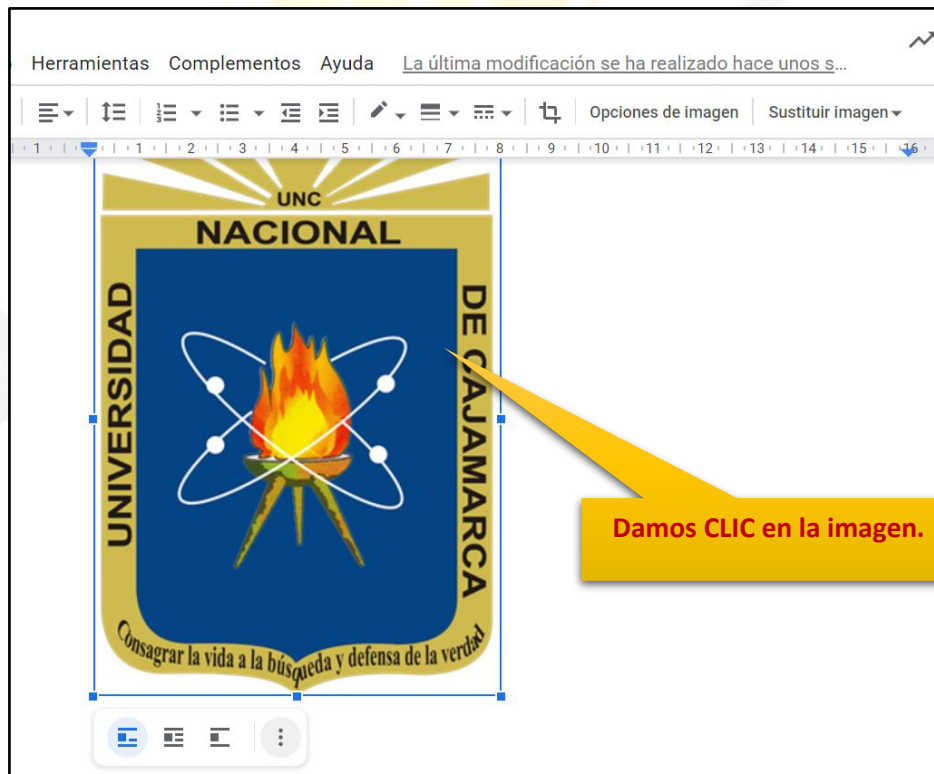 Herramientas Complementos Ayuda La última modificación se ha realizado hace unos s...
Opciones de imagen Sustituir imagen
1 1 2 3 4 5 6 7 8 9 10 11 12 13 14 15 16
UNC
NACIONAL
UNIVERSIDAD
DE CAJAMARCA
Damos CLIC en la imagen.
Consagrar la vida a la búsqueda y defensa de la verdad